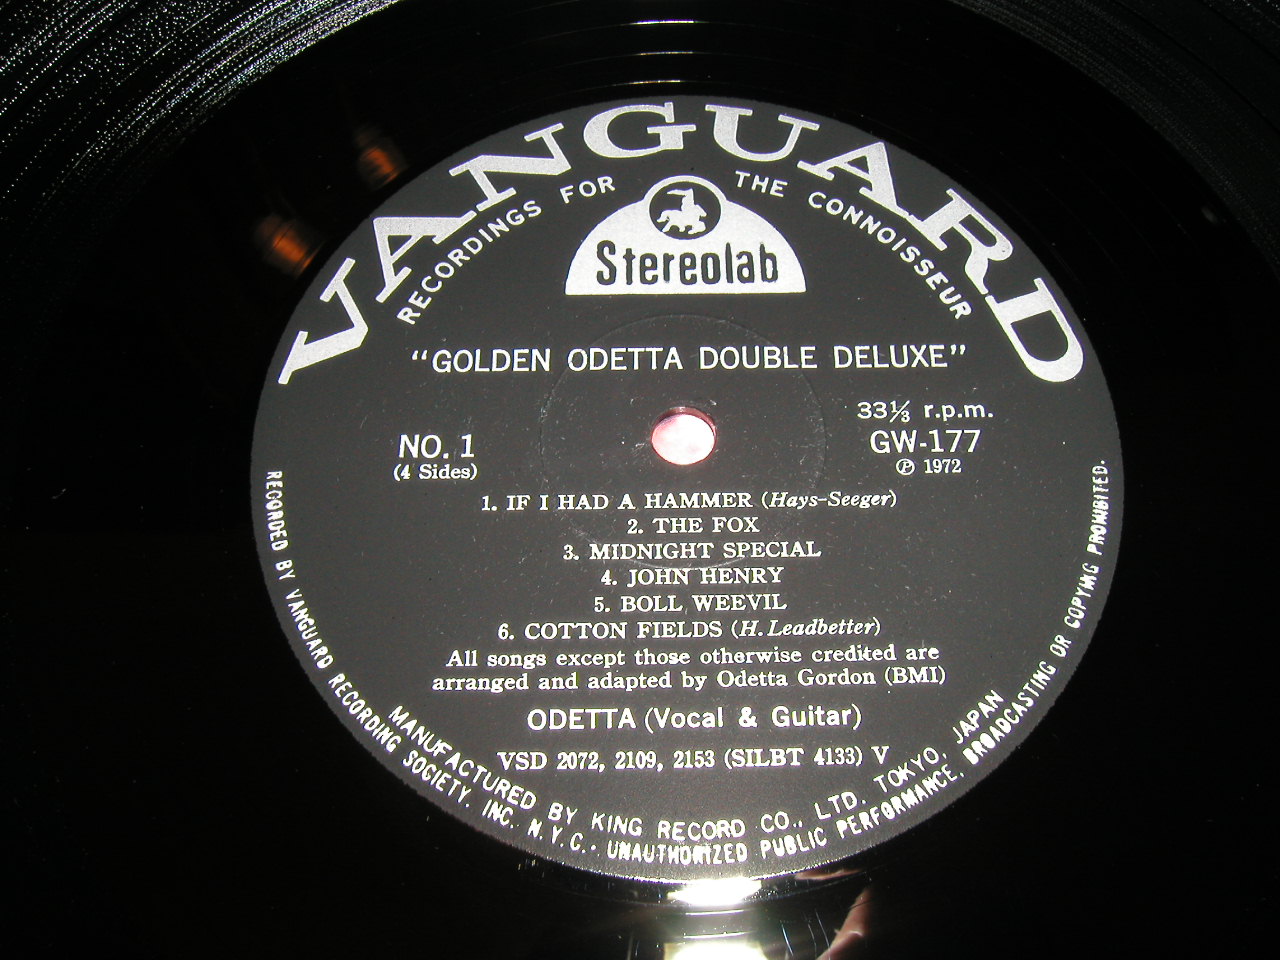 VANGUARD
RECORDINGS FOR THE CONNOISSEUR
Stereolab
"GOLDEN ODETTA DOUBLE DELUXE"
33⅓ r.p.m.
NO. 1
GW-177
(4 Sides)
℗ 1972
1. IF I HAD A HAMMER (Hays-Seeger)
2. THE FOX
3. MIDNIGHT SPECIAL
4. JOHN HENRY
5. BOLL WEEVIL
6. COTTON FIELDS (H. Leadbetter)
All songs except those otherwise credited are
arranged and adapted by Odetta Gordon (BMI)
ODETTA (Vocal & Guitar)
VSD 2072, 2109, 2153 (SILBT 4133) V
MANUFACTURED BY KING RECORD CO., LTD. TOKYO, JAPAN
RECORDED BY VANGUARD RECORDING SOCIETY, INC. N.Y.C.· UNAUTHORIZED PUBLIC PERFORMANCE, BROADCASTING OR COPYING PROHIBITED.